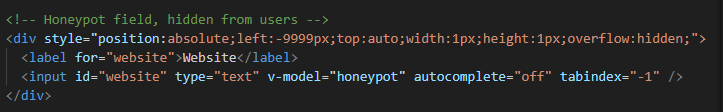 <!-- Honeypot field, hidden from users -->
<div style="position:absolute;left:-9999px;top:auto;width:1px;height:1px;overflow:hidden;">
  <label for="website">Website</label>
  <input id="website" type="text" v-model="honeypot" autocomplete="off" tabindex="-1" />
</div>